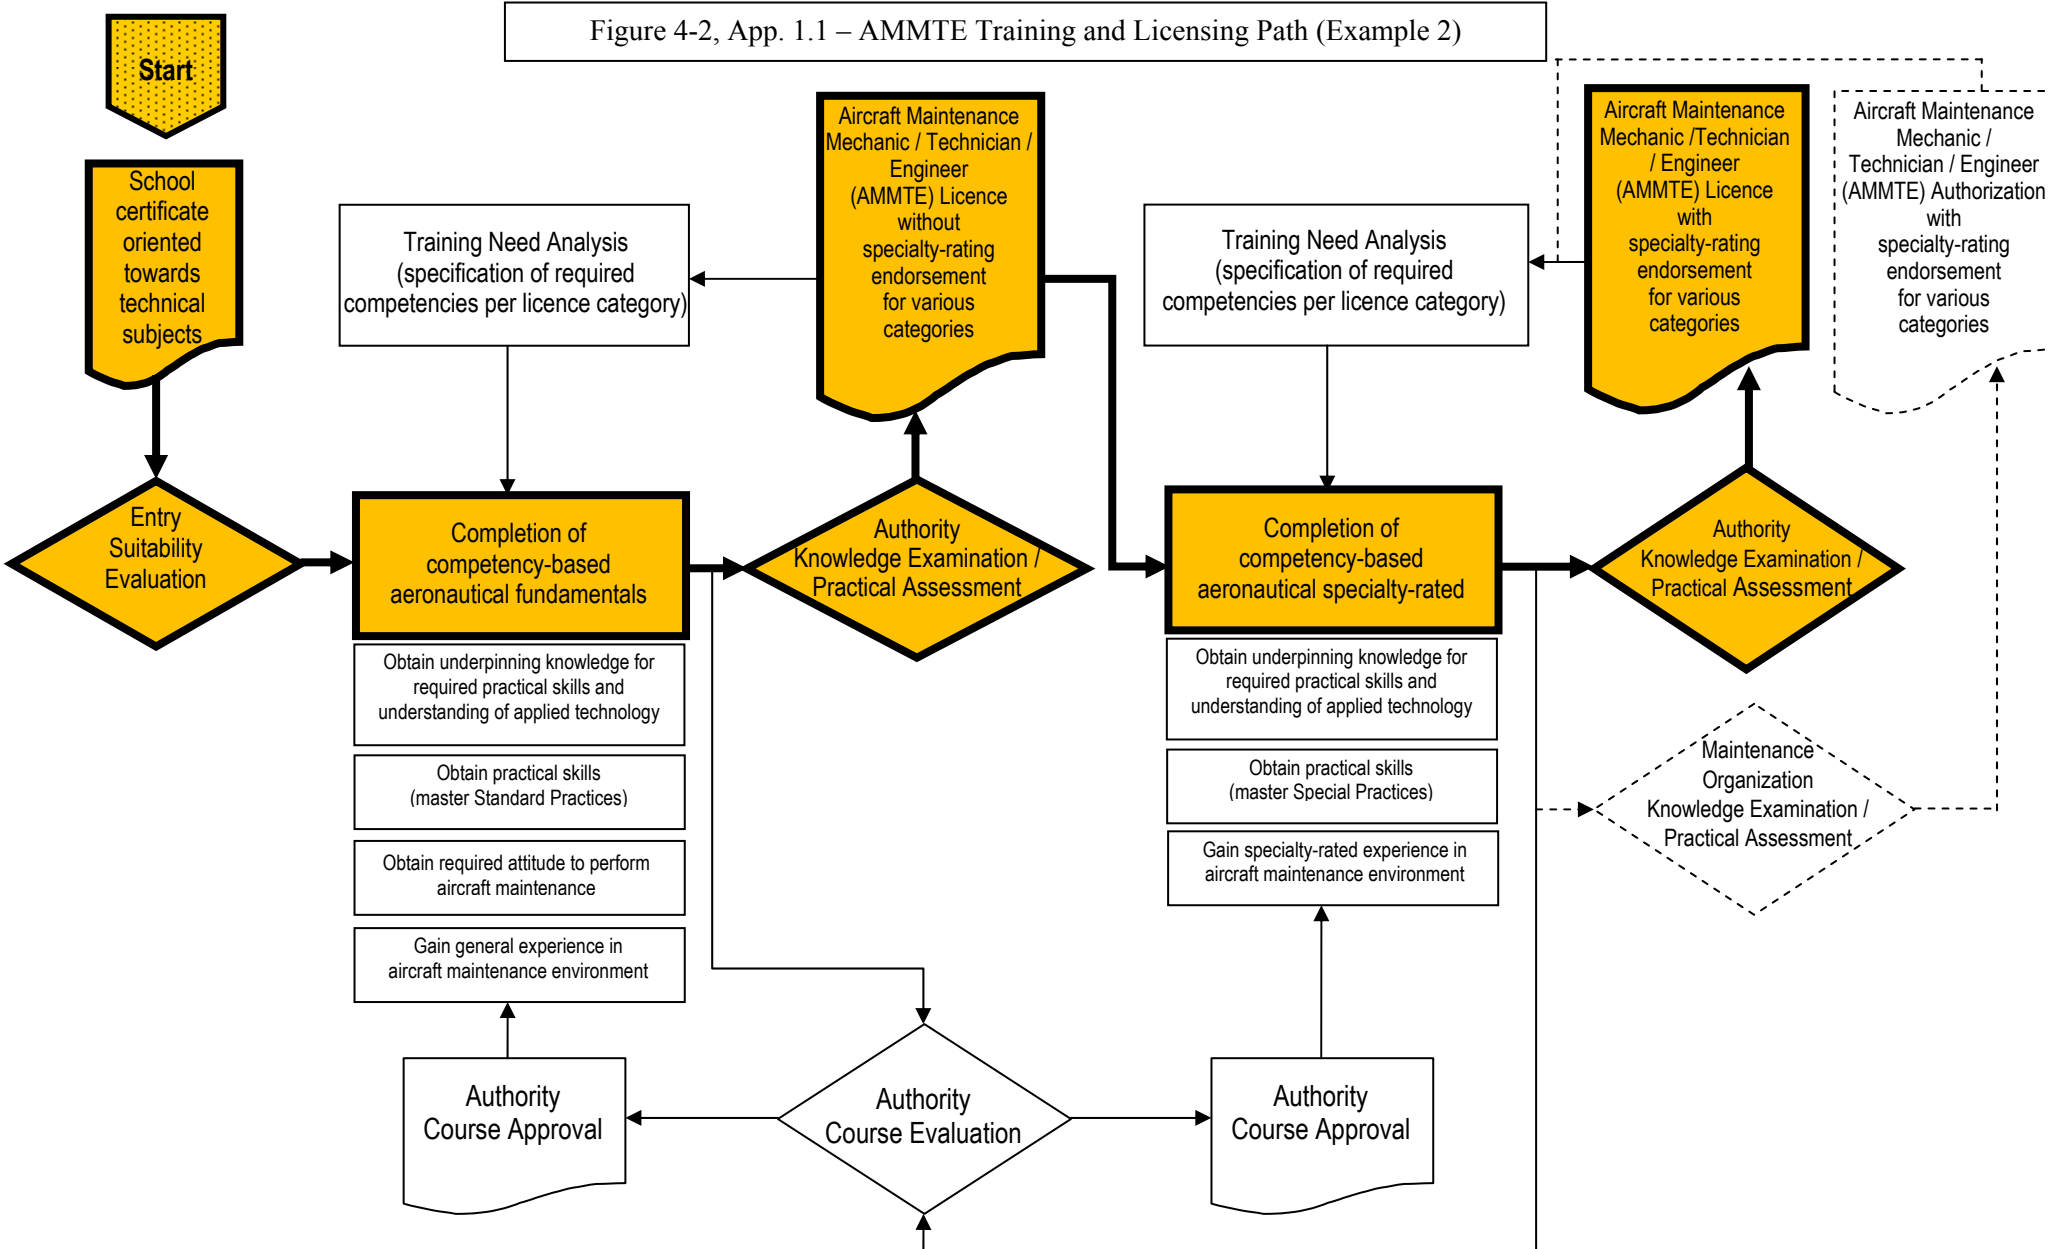 Figure 4-2, App. 1.1 – AMMTE Training and Licensing Path (Example 2)
Start
School
certificate
oriented
towards
technical
subjects
Training Need Analysis
(specification of required
competencies per licence category)
Aircraft Maintenance
Mechanic / Technician /
Engineer
(AMMTE) Licence
without
specialty-rating
endorsement
for various
categories
Training Need Analysis
(specification of required
competencies per licence category)
Aircraft Maintenance
Mechanic /Technician
/ Engineer
(AMMTE) Licence
with
specialty-rating
endorsement
for various
categories
Aircraft Maintenance
Mechanic /
Technician / Engineer
(AMMTE) Authorization
with
specialty-rating
endorsement
for various
categories
Entry
Suitability
Evaluation
Completion of
competency-based
aeronautical fundamentals
Authority
Knowledge Examination /
Practical Assessment
Completion of
competency-based
aeronautical specialty-rated
Authority
Knowledge Examination /
Practical Assessment
Obtain underpinning knowledge for
required practical skills and
understanding of applied technology
Obtain practical skills
(master Standard Practices)
Obtain required attitude to perform
aircraft maintenance
Gain general experience in
aircraft maintenance environment
Obtain underpinning knowledge for
required practical skills and
understanding of applied technology
Obtain practical skills
(master Special Practices)
Gain specialty-rated experience in
aircraft maintenance environment
Maintenance
Organization
Knowledge Examination /
Practical Assessment
Authority
Course Approval
Authority
Course Evaluation
Authority
Course Approval